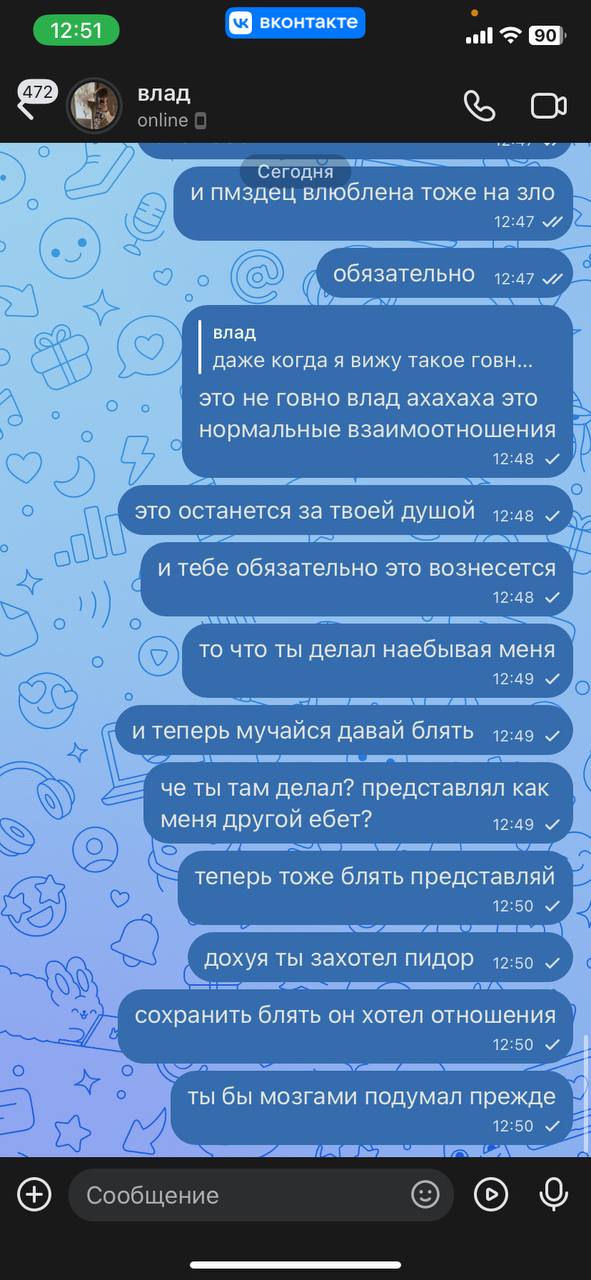 12:51
вконтакте
90
472
влад
online
12:47
Сегодня
и пмздец влюблена тоже на зло
12:47
обязательно
12:47
влад
даже когда я вижу такое говн...
это не говно влад ахахаха это
нормальные взаимоотношения
12:48
это останется за твоей душой
12:48
и тебе обязательно это вознесется
12:48
то что ты делал наебывая меня
12:49
и теперь мучайся давай блять
12:49
че ты там делал? представлял как
меня другой ебет?
12:49
теперь тоже блять представляй
12:50
дохуя ты захотел пидор
12:50
сохранить блять он хотел отношения
12:50
ты бы мозгами подумал прежде
12:50
Сообщение